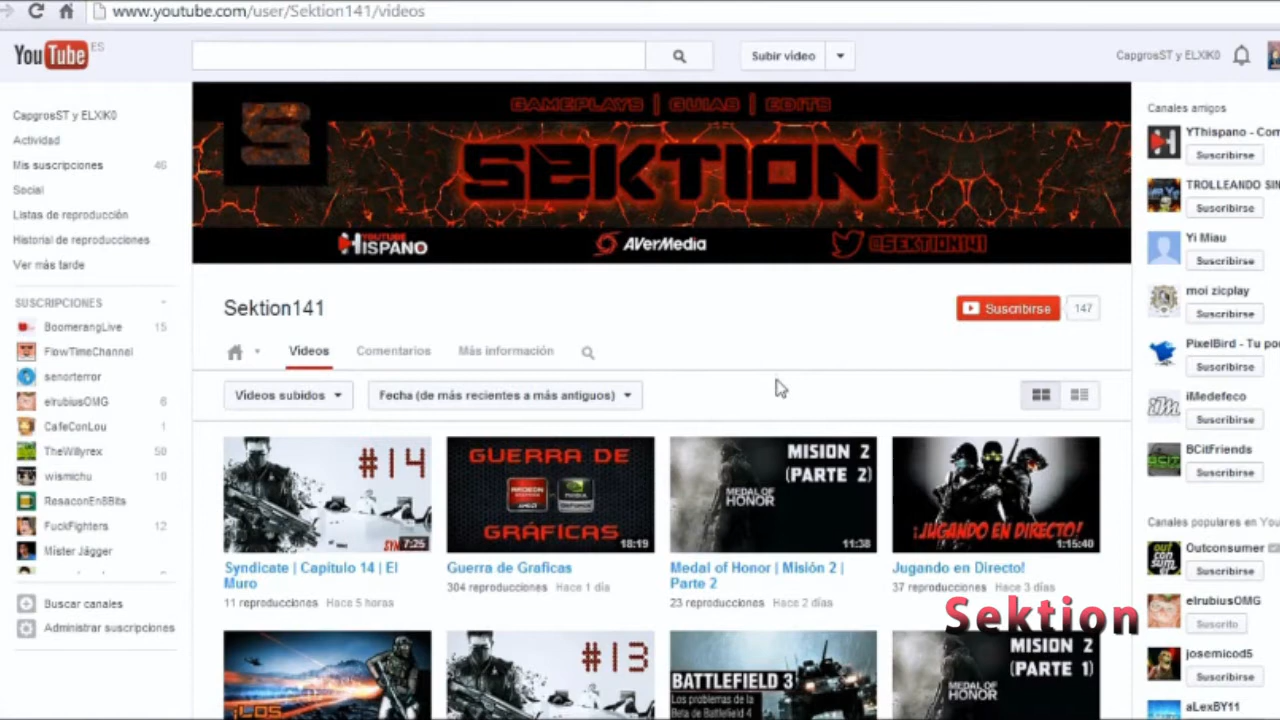 www.youtube.com/user/Sektion141/videos
YouTube ES
Subir vídeo
CapgrosST y ELXIK0
CapgrosST y ELXIK0
Actividad
Mis suscripciones 46
Social
Listas de reproducción
Historial de reproducciones
Ver más tarde
SUSCRIPCIONES
BoomerangLive 15
FlowTimeChannel
senorterror
elrubiusOMG 6
CafeConLou 1
TheWillyrex 50
wismichu 10
ResaconEn8Bits
FuckFighters 12
Míster Jägger
Buscar canales
Administrar suscripciones
GAMEPLAYS | GUIAS | EDITS
S
SEKTION
YOUTUBE
HISPANO
AVerMedia
@SEKTION141
Sektion141
Suscribirse 147
Vídeos Comentarios Más información
Vídeos subidos
Fecha (de más recientes a más antiguos)
#14
7:25
Syndicate | Capítulo 14 | El
Muro
11 reproducciones Hace 5 horas
GUERRA DE
RADEON
AMD
NVIDIA
GRÁFICAS
18:19
Guerra de Graficas
304 reproducciones Hace 1 día
MISION 2
(PARTE 2)
MEDAL OF
HONOR
11:38
Medal of Honor | Misión 2 |
Parte 2
23 reproducciones Hace 2 días
¡JUGANDO EN DIRECTO!
1:15:40
Jugando en Directo!
37 reproducciones Hace 3 días
Sektion
¡LOS
#13
BATTLEFIELD 3
Los problemas de la
Beta de Battlefield 4
MISION 2
(PARTE 1)
MEDAL OF
HONOR
Canales amigos
YThispano - Com
Suscribirse
TROLLEANDO SIN
Suscribirse
Yi Miau
Suscribirse
moi zicplay
Suscribirse
PixelBird - Tu po
Suscribirse
iMedefeco
Suscribirse
BCitFriends
Suscribirse
Canales populares en You
OUT
CON
SUM
Outconsumer
Suscribirse
elrubiusOMG
Suscrito
josemicod5
Suscribirse
aLexBY11